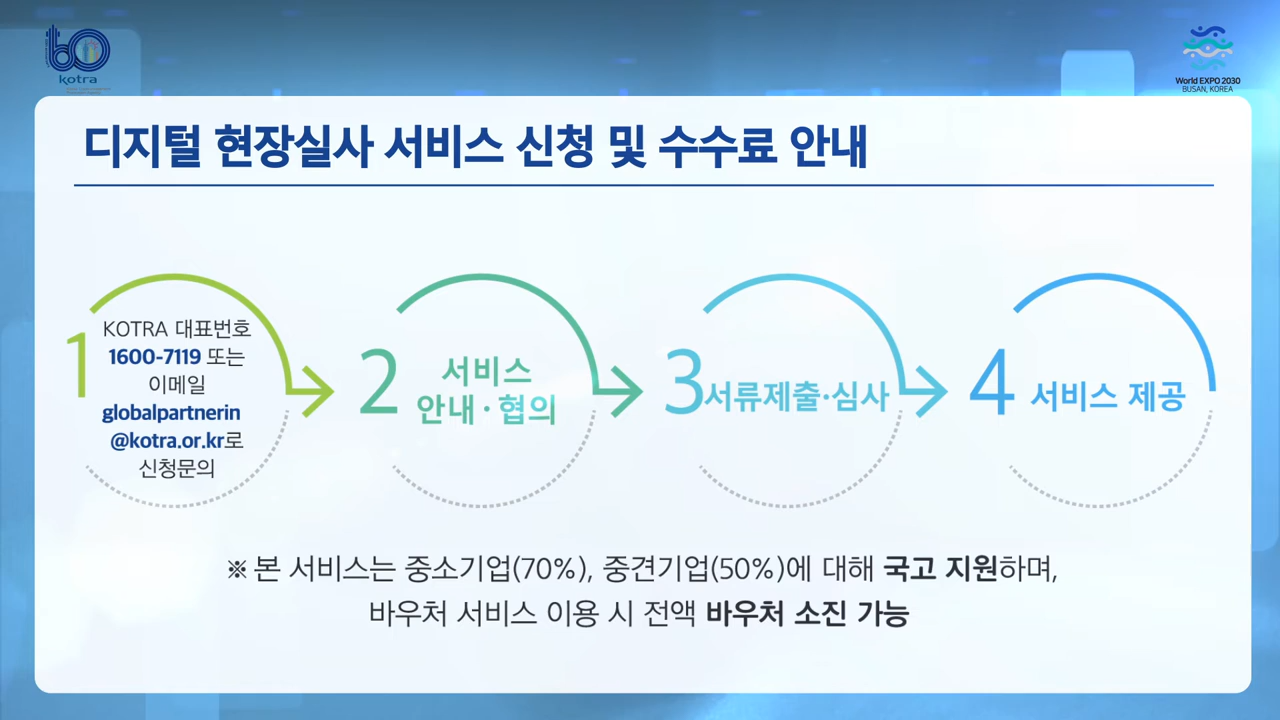 60
kotra
World EXPO 2030
BUSAN, KOREA
디지털 현장실사 서비스 신청 및 수수료 안내
1
KOTRA 대표번호
1600-7119 또는
이메일
globalpartnerin
@kotra.or.kr로
신청문의
2
서비스
안내·협의
3
서류제출·심사
4
서비스 제공
※ 본 서비스는 중소기업(70%), 중견기업(50%)에 대해 국고 지원하며,
바우처 서비스 이용 시 전액 바우처 소진 가능